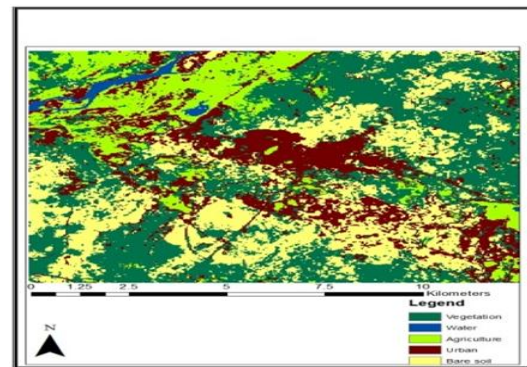 0 1.25 2.5 5 7.5 10
Kilometers
Legend
Vegetation
Water
Agriculture
Urban
Bare soil
N